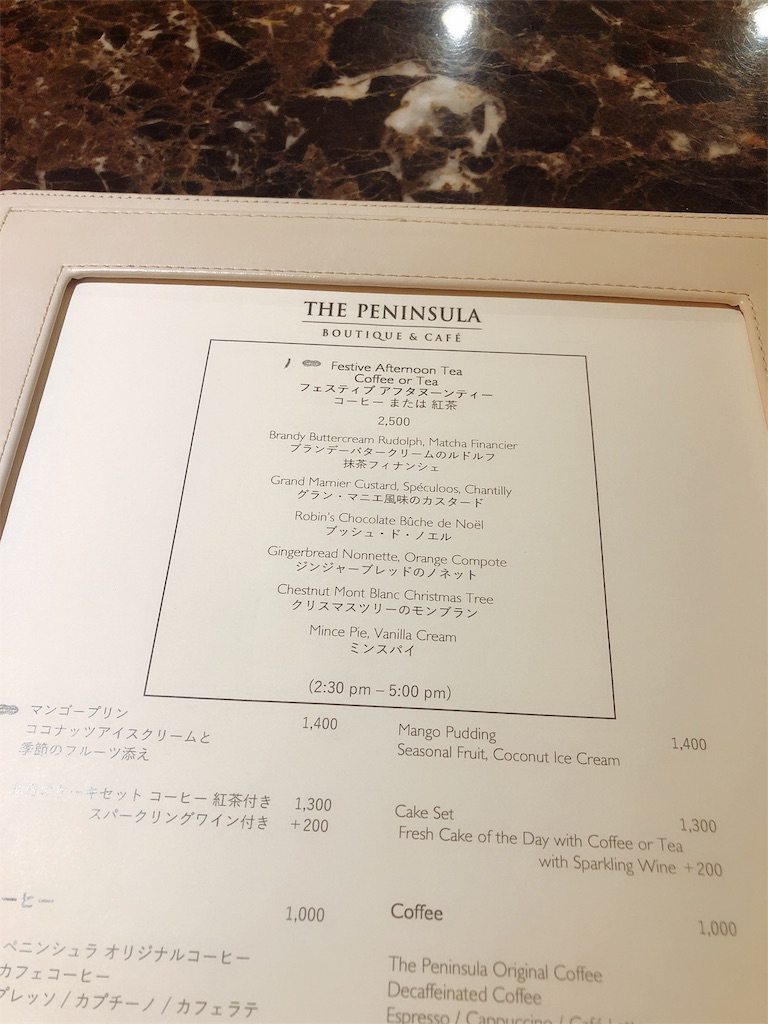 THE PENINSULA
BOUTIQUE & CAFÉ
Festive Afternoon Tea
Coffee or Tea
フェスティブ アフタヌーンティー
コーヒー または 紅茶
2,500
Brandy Buttercream Rudolph, Matcha Financier
ブランデーバタークリームのルドルフ
抹茶フィナンシェ
Grand Marnier Custard, Spéculoos, Chantilly
グラン・マニエ風味のカスタード
Robin's Chocolate Bûche de Noël
ブッシュ・ド・ノエル
Gingerbread Nonnette, Orange Compote
ジンジャーブレッドのノネット
Chestnut Mont Blanc Christmas Tree
クリスマスツリーのモンブラン
Mince Pie, Vanilla Cream
ミンスパイ
(2:30 pm – 5:00 pm)
マンゴープリン 1,400
ココナッツアイスクリームと
季節のフルーツ添え
Mango Pudding 1,400
Seasonal Fruit, Coconut Ice Cream
ケーキセット コーヒー 紅茶付き 1,300
スパークリングワイン付き +200
Cake Set 1,300
Fresh Cake of the Day with Coffee or Tea
with Sparkling Wine +200
ーヒー 1,000
ペニンシュラ オリジナルコーヒー
カフェコーヒー
プレッソ / カプチーノ / カフェラテ
Coffee 1,000
The Peninsula Original Coffee
Decaffeinated Coffee
Espresso / Cappuccino /